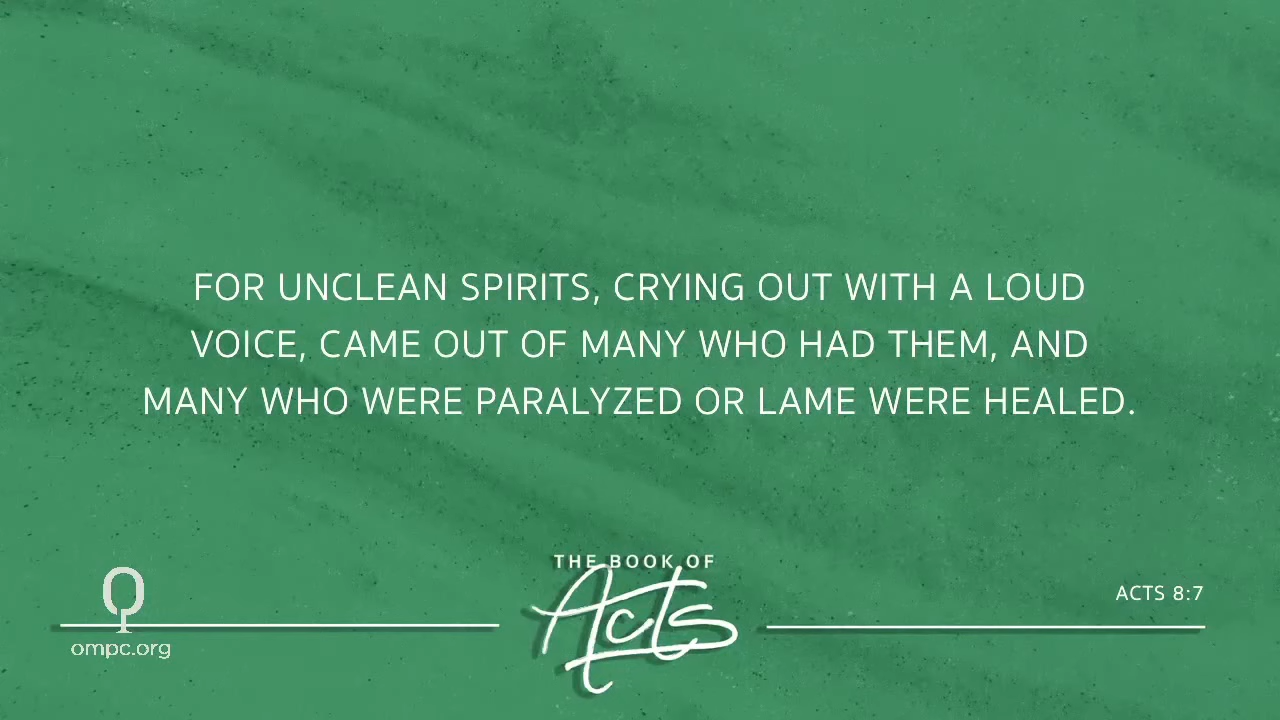 FOR UNCLEAN SPIRITS, CRYING OUT WITH A LOUD
VOICE, CAME OUT OF MANY WHO HAD THEM, AND
MANY WHO WERE PARALYZED OR LAME WERE HEALED.
THE BOOK OF
Acts
ACTS 8:7
ompc.org